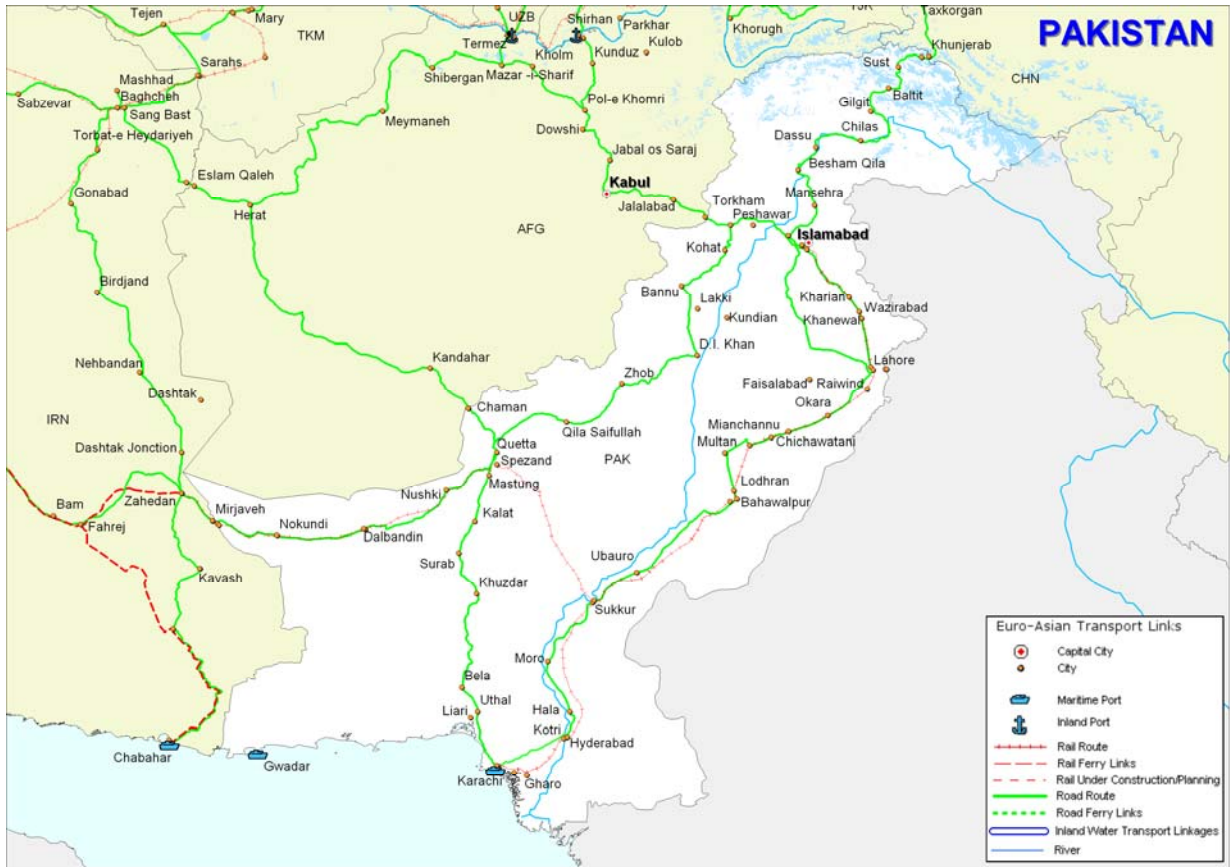 PAKISTAN
Tejen
Mary
UZB
Shirhan
Parkhar
TJK
Taxkorgan
TKM
Termez
Kholm
Kunduz
Kulob
Khorugh
Khunjerab
Sarahs
Shibergan
Mazar -i-Sharif
Sust
CHN
Mashhad
Baghcheh
Sabzevar
Sang Bast
Pol-e Khomri
Baltit
Gilgit
Meymaneh
Dowshi
Torbat-e Heydariyeh
Chilas
Dassu
Jabal os Saraj
Besham Qila
Eslam Qaleh
Gonabad
Kabul
Mansehra
Herat
Jalalabad
Torkham
Peshawar
AFG
Islamabad
Kohat
Birdjand
Bannu
Lakki
Kharian
Wazirabad
Kundian
Khanewal
D.I. Khan
Nehbandan
Kandahar
Lahore
Zhob
Faisalabad
Raiwind
Dashtak
Okara
IRN
Chaman
Mianchannu
Qila Saifullah
Chichawatani
Dashtak Jonction
Quetta
Multan
Spezand
PAK
Mastung
Lodhran
Nushki
Zahedan
Bahawalpur
Bam
Mirjaveh
Fahrej
Nokundi
Kalat
Dalbandin
Ubauro
Surab
Kavash
Khuzdar
Sukkur
Moro
Bela
Uthal
Liari
Hala
Kotri
Hyderabad
Chabahar
Gwadar
Karachi
Gharo
Euro-Asian Transport Links
Capital City
City
Maritime Port
Inland Port
Rail Route
Rail Ferry Links
Rail Under Construction/Planning
Road Route
Road Ferry Links
Inland Water Transport Linkages
River